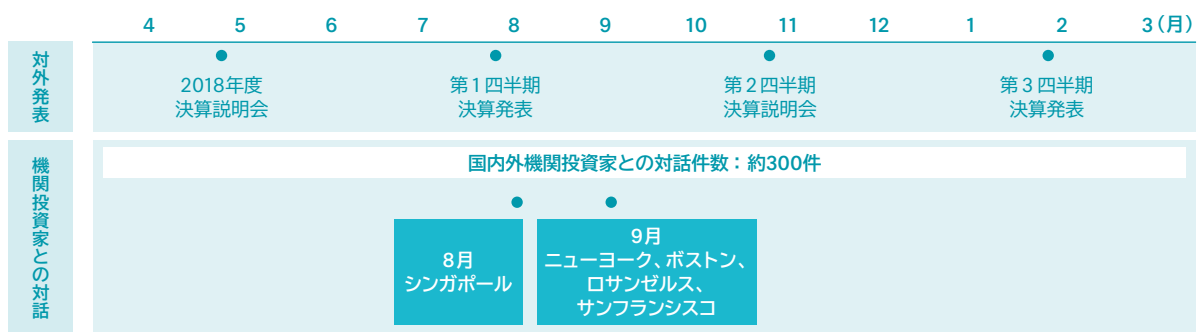 4 5 6 7 8 9 10 11 12 1 2 3(月)
対外発表
2018年度
決算説明会
第1四半期
決算発表
第2四半期
決算説明会
第3四半期
決算発表
機関投資家との対話
国内外機関投資家との対話件数：約300件
8月
シンガポール
9月
ニューヨーク、ボストン、
ロサンゼルス、
サンフランシスコ